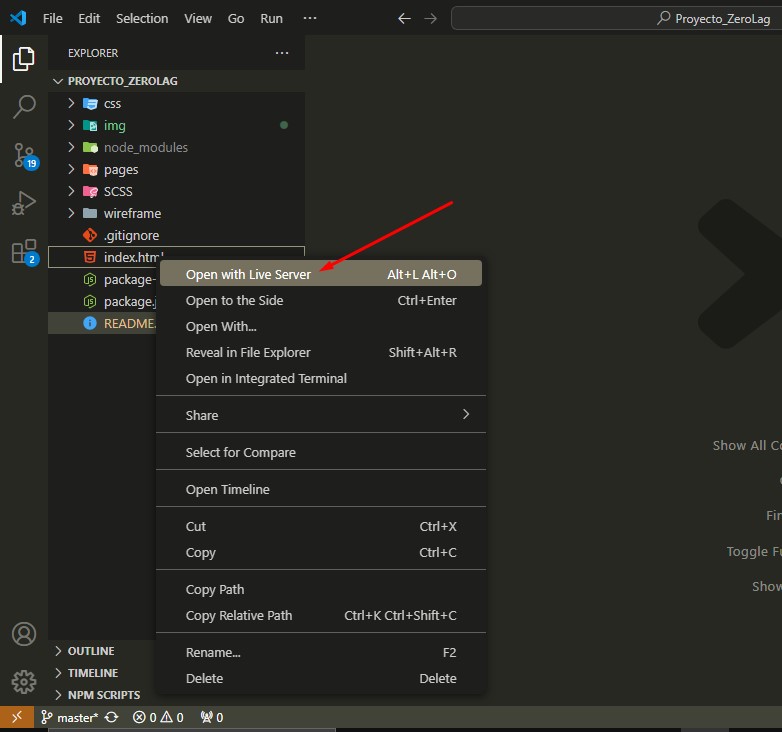 File Edit Selection View Go Run ··· Proyecto_ZeroLag
EXPLORER ···
PROYECTO_ZEROLAG
css
img
node_modules
pages
SCSS
wireframe
.gitignore
index.html
package-
package.j
README.
Open with Live Server Alt+L Alt+O
Open to the Side Ctrl+Enter
Open With...
Reveal in File Explorer Shift+Alt+R
Open in Integrated Terminal
Share
Select for Compare
Open Timeline
Cut Ctrl+X
Copy Ctrl+C
Copy Path
Copy Relative Path Ctrl+K Ctrl+Shift+C
Rename... F2
Delete Delete
19
2
Show All Co
Fin
Toggle Fu
Show
OUTLINE
TIMELINE
NPM SCRIPTS
master* 0 0 0